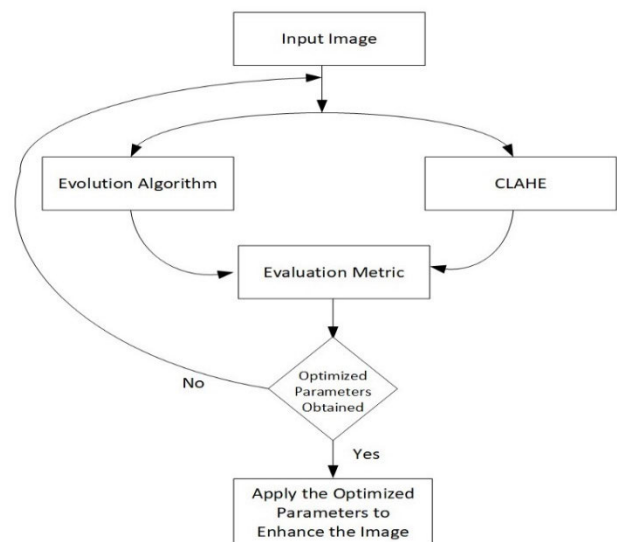 Input Image
Evolution Algorithm
CLAHE
Evaluation Metric
Optimized
Parameters
Obtained
No
Yes
Apply the Optimized
Parameters to
Enhance the Image